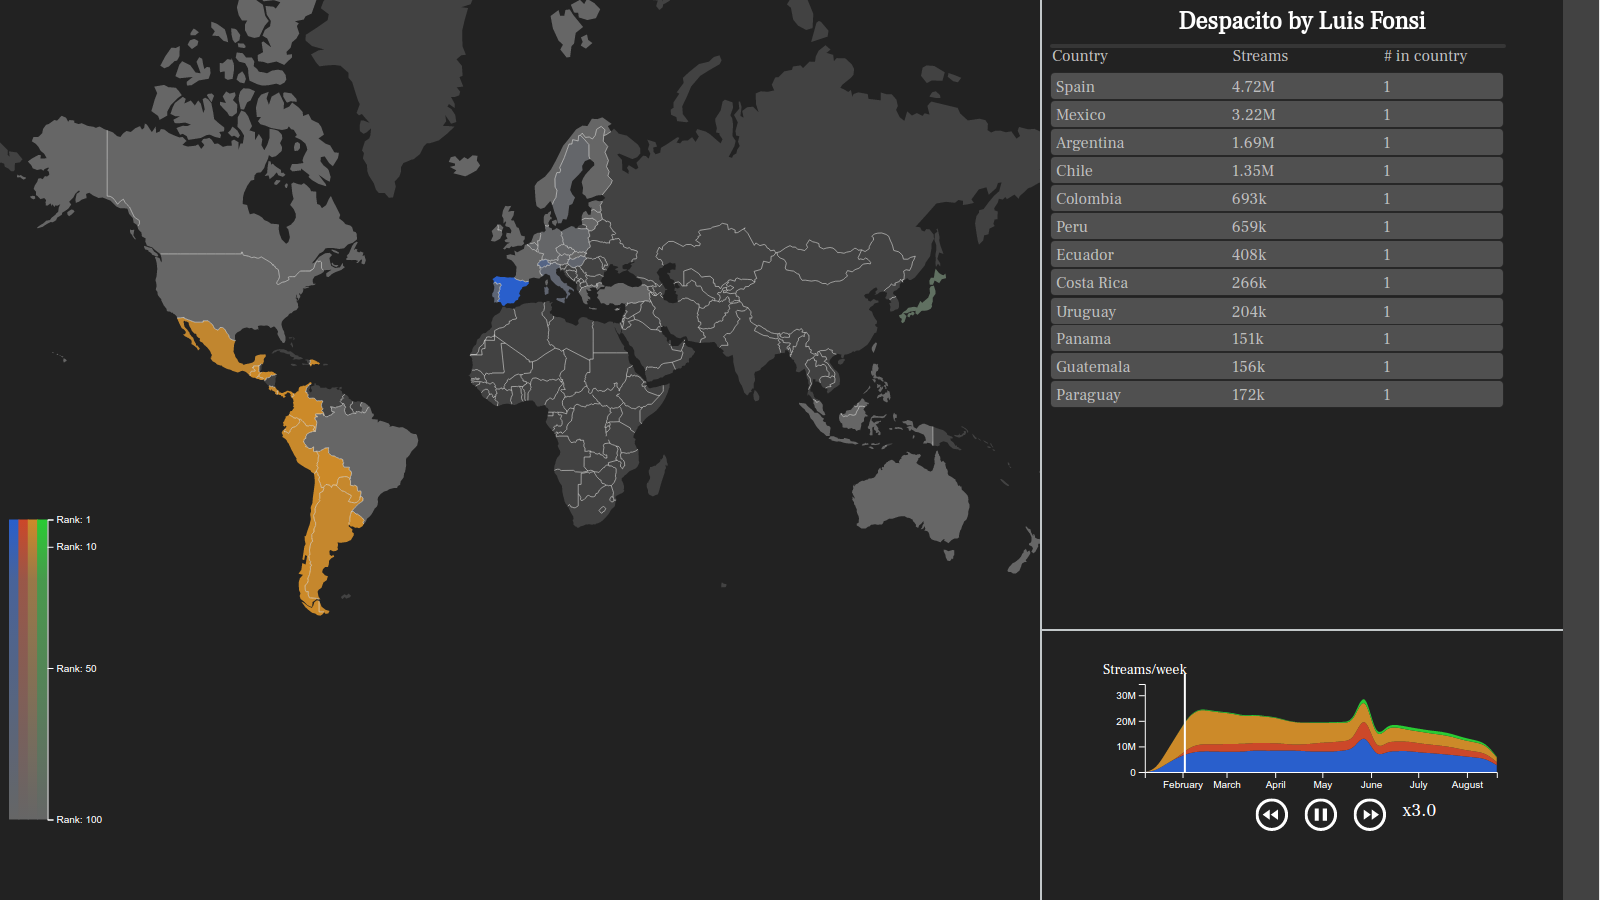 Despacito by Luis Fonsi
Country Streams # in country
Spain 4.72M 1
Mexico 3.22M 1
Argentina 1.69M 1
Chile 1.35M 1
Colombia 693k 1
Peru 659k 1
Ecuador 408k 1
Costa Rica 266k 1
Uruguay 204k 1
Panama 151k 1
Guatemala 156k 1
Paraguay 172k 1
Rank: 1
Rank: 10
Rank: 50
Rank: 100
Streams/week
30M
20M
10M
0
February March April May June July August
x3.0